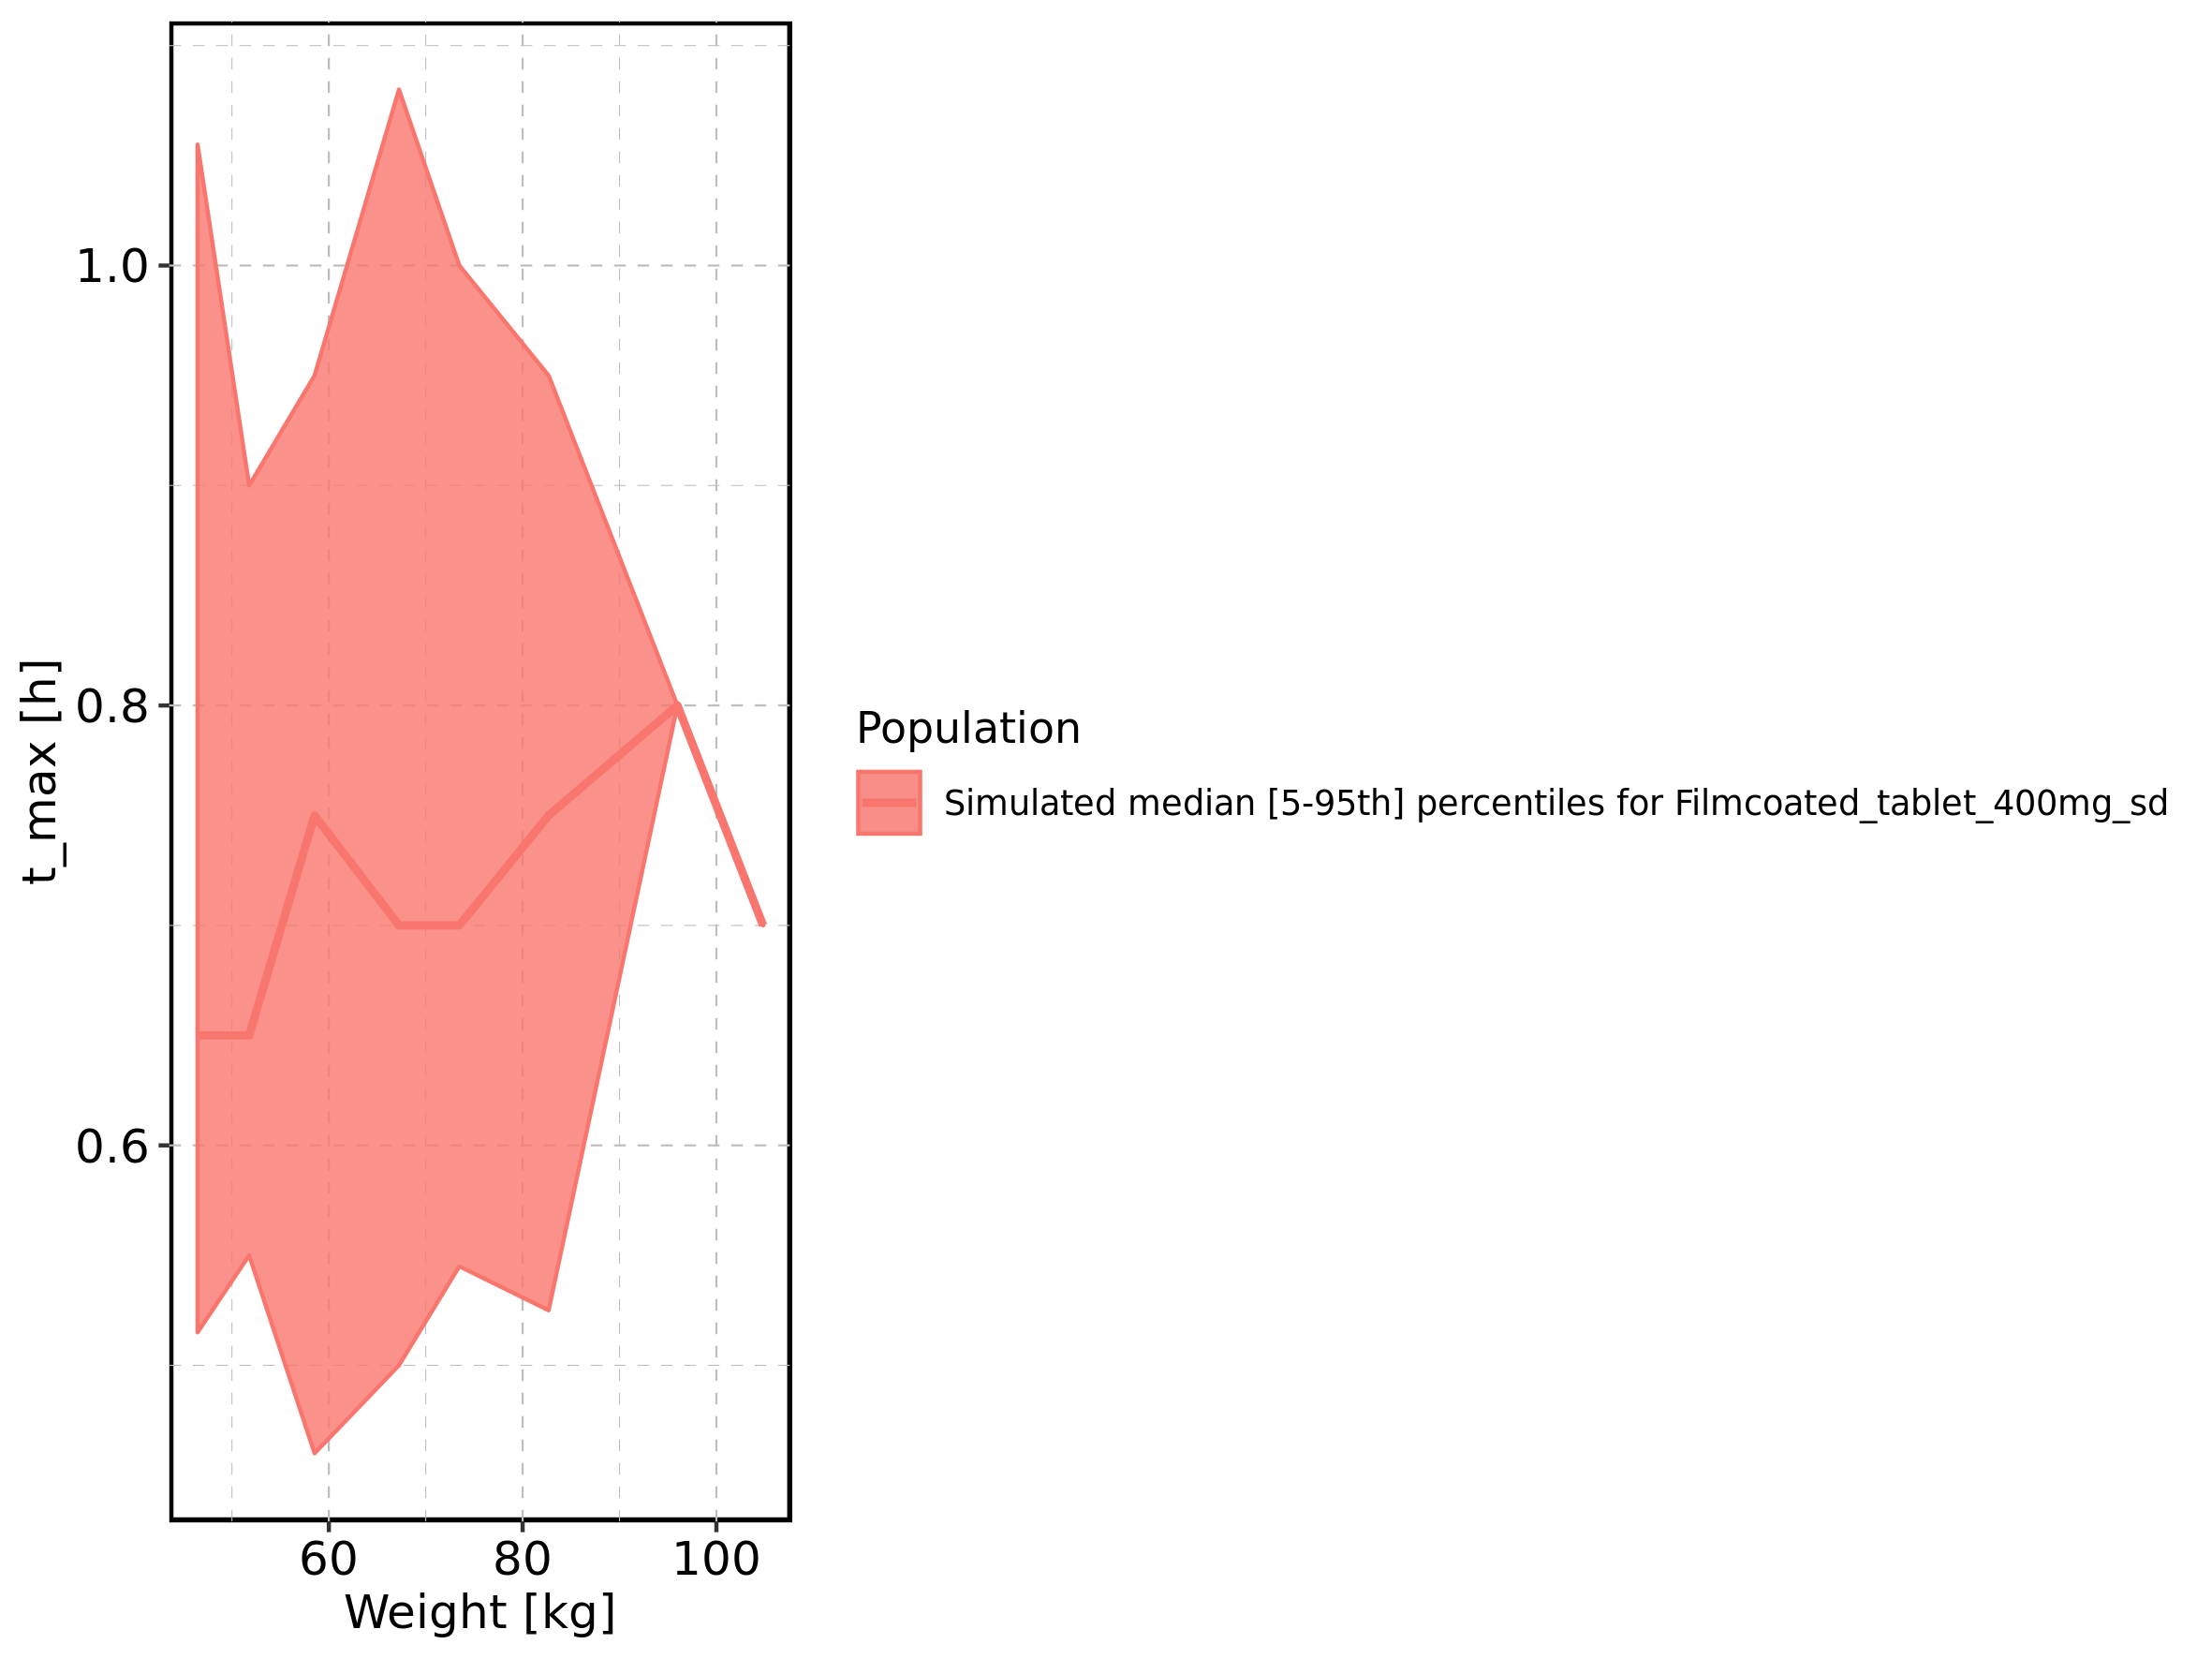 1.0
0.8
0.6
t_max [h]
60 80 100
Weight [kg]
Population
Simulated median [5-95th] percentiles for Filmcoated_tablet_400mg_sd